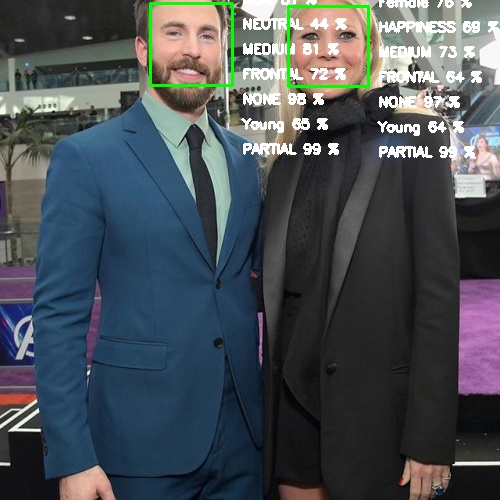 Female 76 %
NEUTRAL 44 %
HAPPINESS 69 %
MEDIUM 81 %
MEDIUM 73 %
FRONTAL 72 %
FRONTAL 64 %
NONE 98 %
NONE 97 %
Young 65 %
Young 64 %
PARTIAL 99 %
PARTIAL 99 %